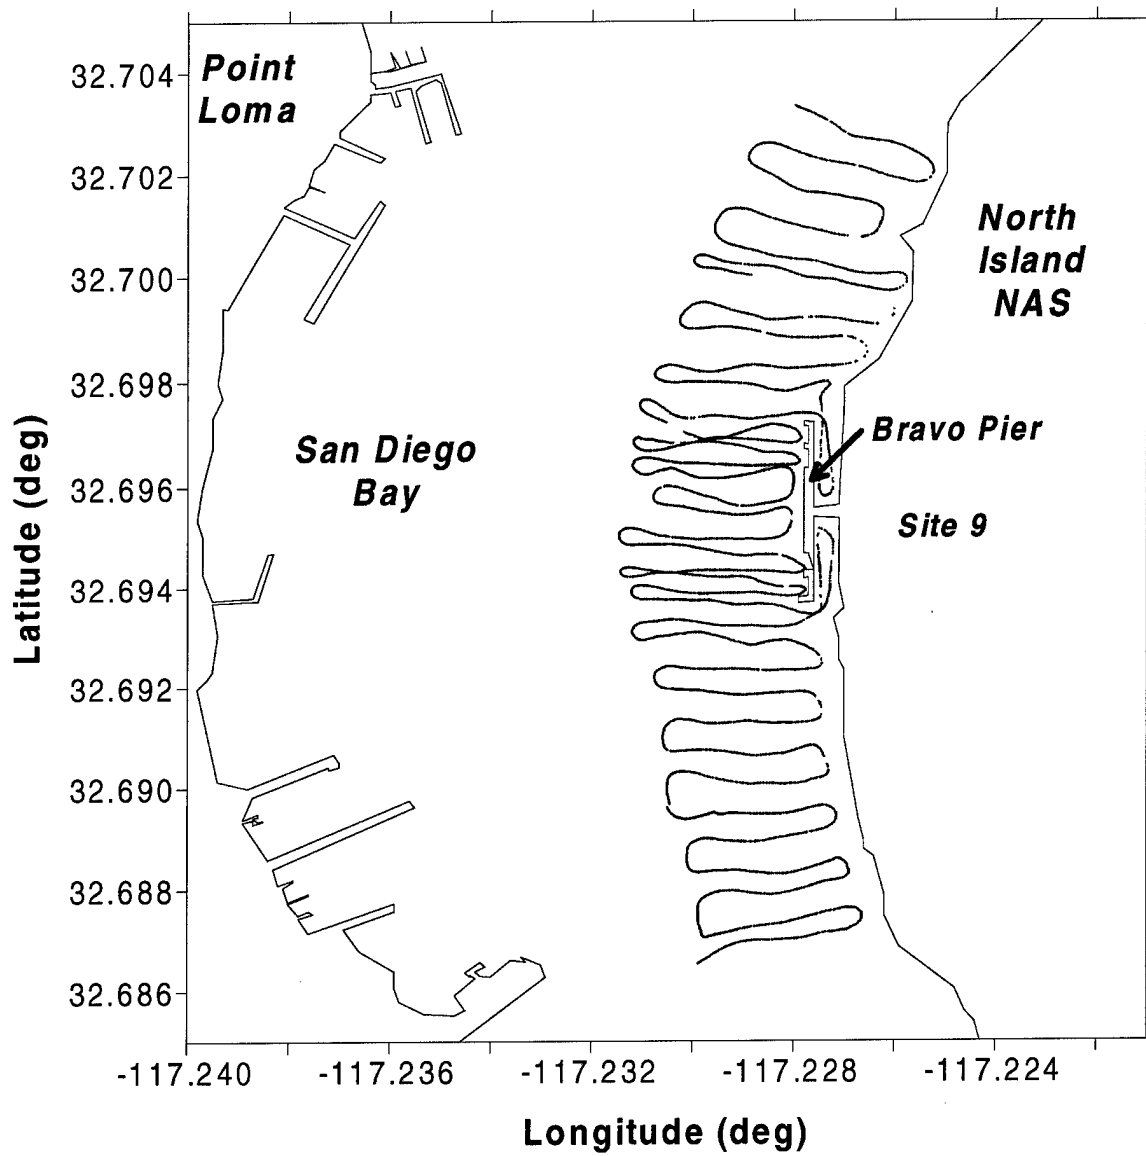 Point
Loma
32.704
32.702
North
Island
NAS
32.700
32.698
Bravo Pier
San Diego
Bay
32.696
Site 9
32.694
32.692
32.690
32.688
32.686
Latitude (deg)
-117.240
-117.236
-117.232
-117.228
-117.224
Longitude (deg)